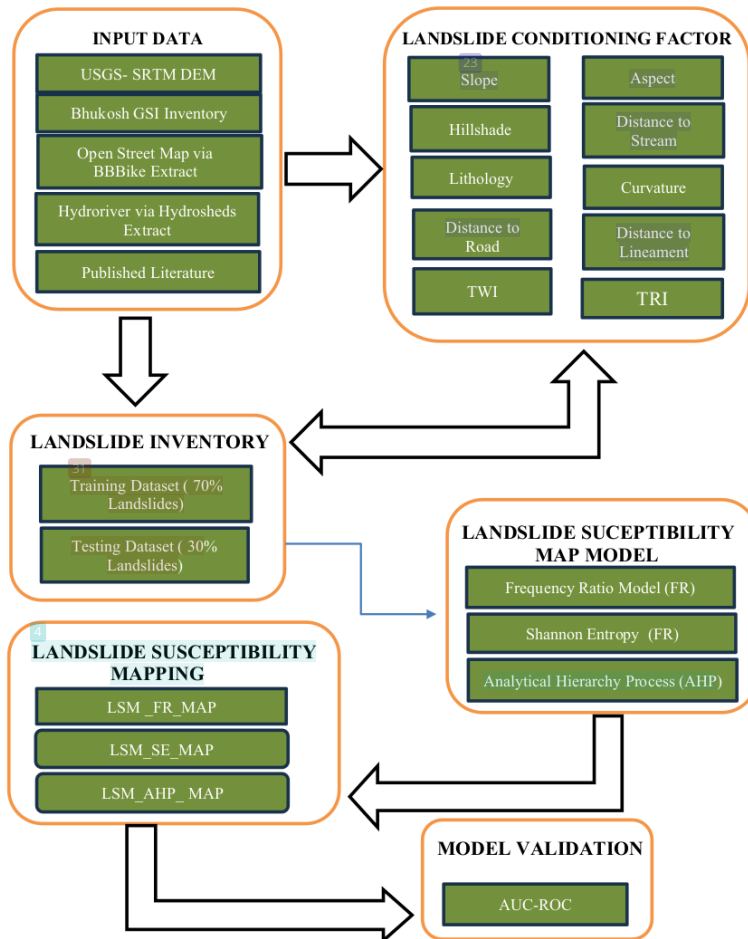 INPUT DATA
USGS- SRTM DEM
Bhukosh GSI Inventory
Open Street Map via
BBBike Extract
Hydroriver via Hydrosheds
Extract
Published Literature
LANDSLIDE CONDITIONING FACTOR
23
Slope
Aspect
Hillshade
Distance to
Stream
Lithology
Curvature
Distance to
Road
Distance to
Lineament
TWI
TRI
LANDSLIDE INVENTORY
31
Training Dataset ( 70%
Landslides)
Testing Dataset ( 30%
Landslides)
LANDSLIDE SUCEPTIBILITY
MAP MODEL
Frequency Ratio Model (FR)
Shannon Entropy (FR)
Analytical Hierarchy Process (AHP)
4
LANDSLIDE SUSCEPTIBILITY
MAPPING
LSM _FR_MAP
LSM_SE_MAP
LSM_AHP_ MAP
MODEL VALIDATION
AUC-ROC